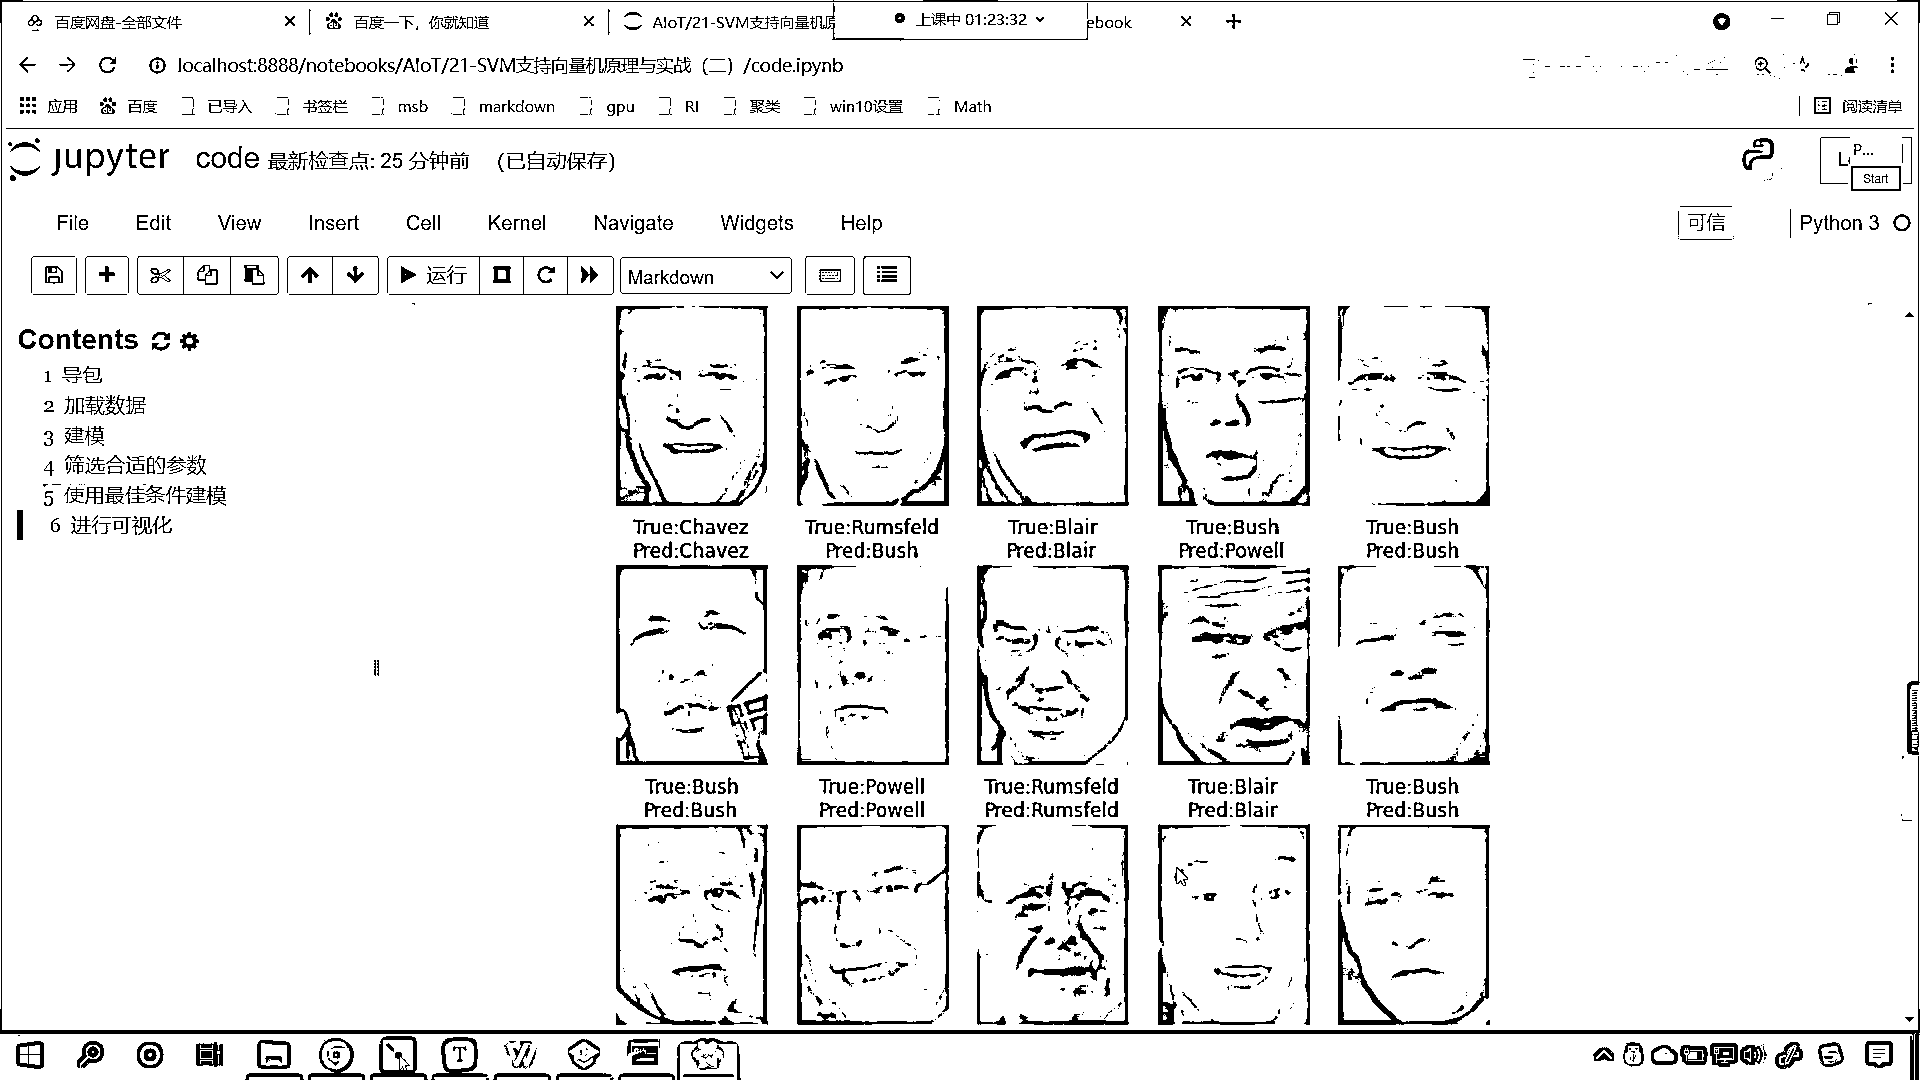 百度网盘-全部文件
百度一下，你就知道
AIoT/21-SVM支持向量机原
上课中 01:23:32
ebook
localhost:8888/notebooks/AIoT/21-SVM支持向量机原理与实战（二）/code.ipynb
应用
百度
已导入
书签栏
msb
markdown
gpu
RI
聚类
win10设置
Math
阅读清单
jupyter
code 最新检查点: 25 分钟前 (已自动保存)
P...
Start
File Edit View Insert Cell Kernel Navigate Widgets Help
可信
Python 3
运行
Markdown
Contents
1 导包
2 加载数据
3 建模
4 筛选合适的参数
5 使用最佳条件建模
6 进行可视化
True:Chavez
Pred:Chavez
True:Rumsfeld
Pred:Bush
True:Blair
Pred:Blair
True:Bush
Pred:Powell
True:Bush
Pred:Bush
True:Bush
Pred:Bush
True:Powell
Pred:Powell
True:Rumsfeld
Pred:Rumsfeld
True:Blair
Pred:Blair
True:Bush
Pred:Bush